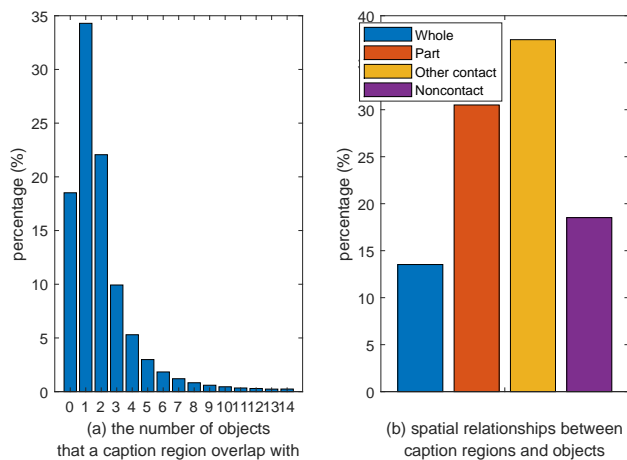 35
30
25
20
15
10
5
0
percentage (%)
0 1 2 3 4 5 6 7 8 9 1011121314
(a) the number of objects
that a caption region overlap with
40
30
25
20
15
10
5
0
percentage (%)
Whole
Part
Other contact
Noncontact
(b) spatial relationships between
caption regions and objects